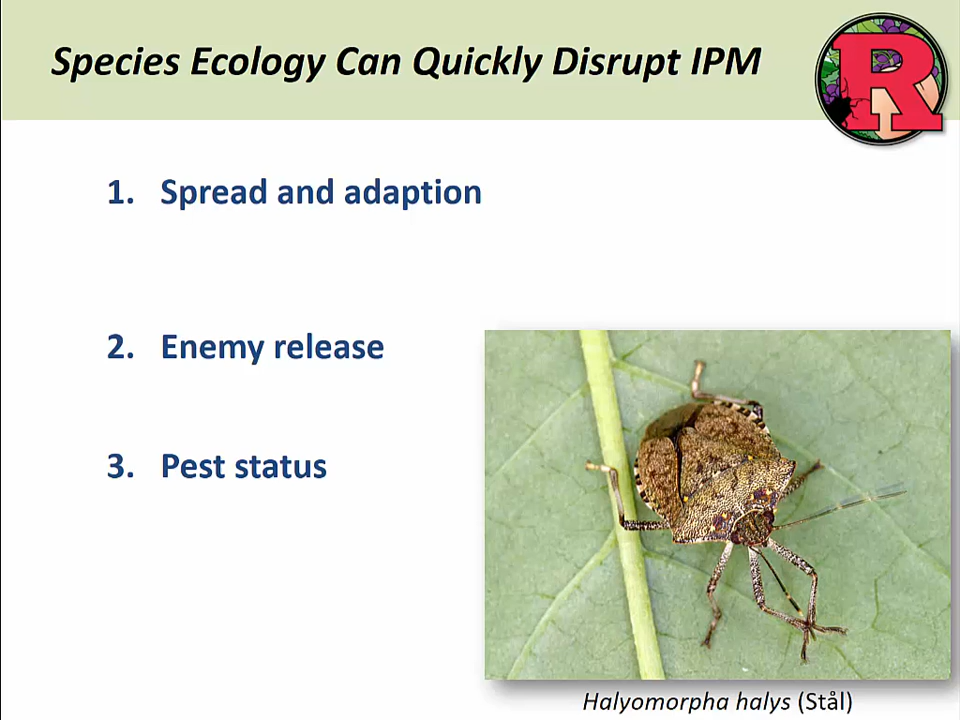 Species Ecology Can Quickly Disrupt IPM
R
1. Spread and adaption
2. Enemy release
3. Pest status
Halyomorpha halys (Stål)